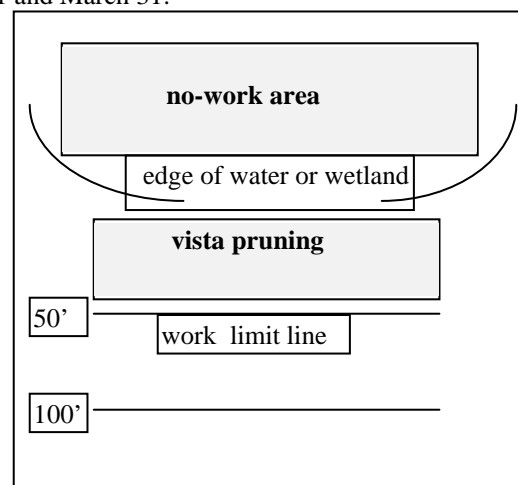 and March 31.
no-work area
edge of water or wetland
vista pruning
50’
work limit line
100’